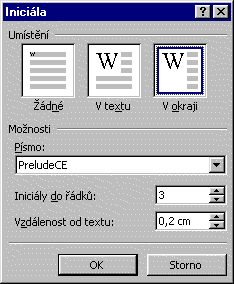 Iniciála
Umístění
W W W
Žádné V textu V okraji
Možnosti
Písmo:
PreludeCE
Iniciály do řádků: 3
Vzdálenost od textu: 0,2 cm
OK Storno